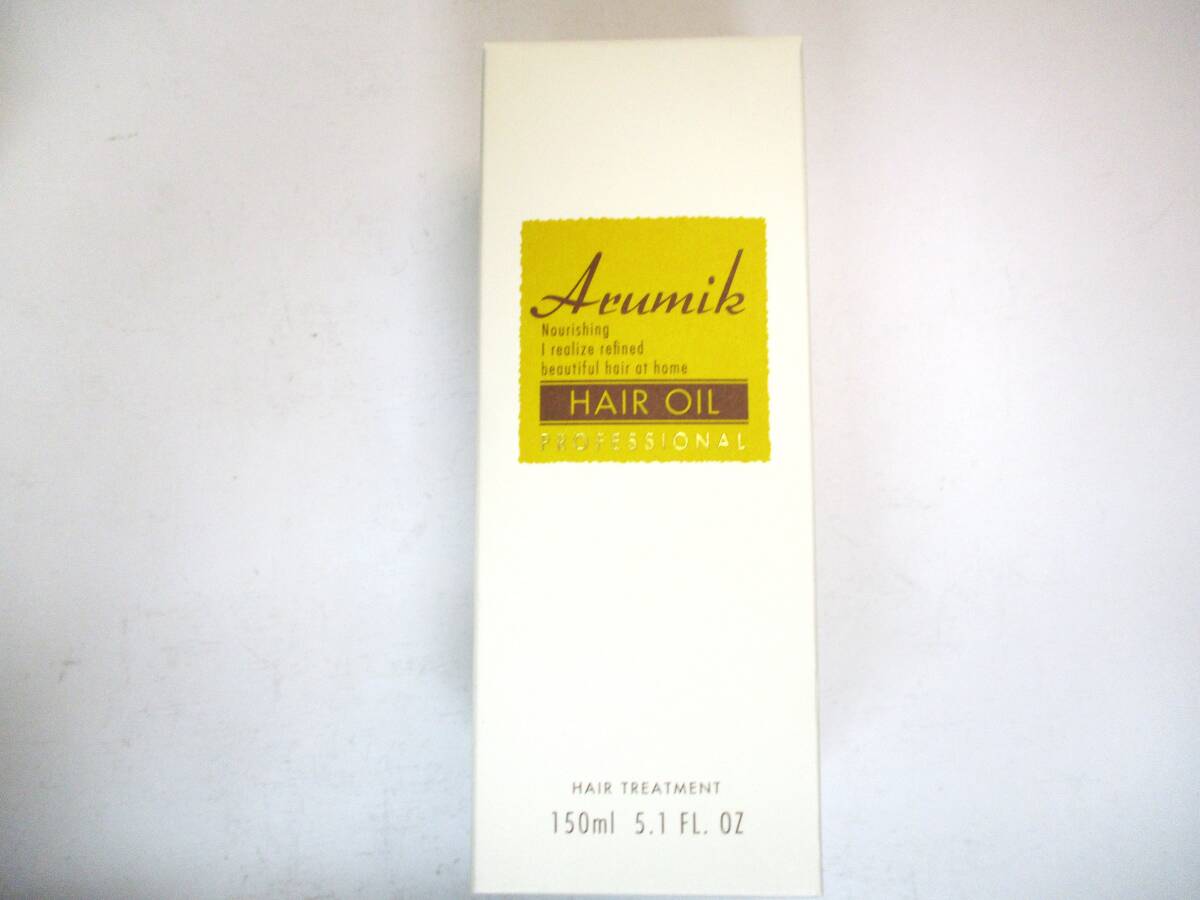 Arumik
Nourishing
I realize refined
beautiful hair at home
HAIR OIL
PROFESSIONAL
HAIR TREATMENT
150ml 5.1 FL. OZ